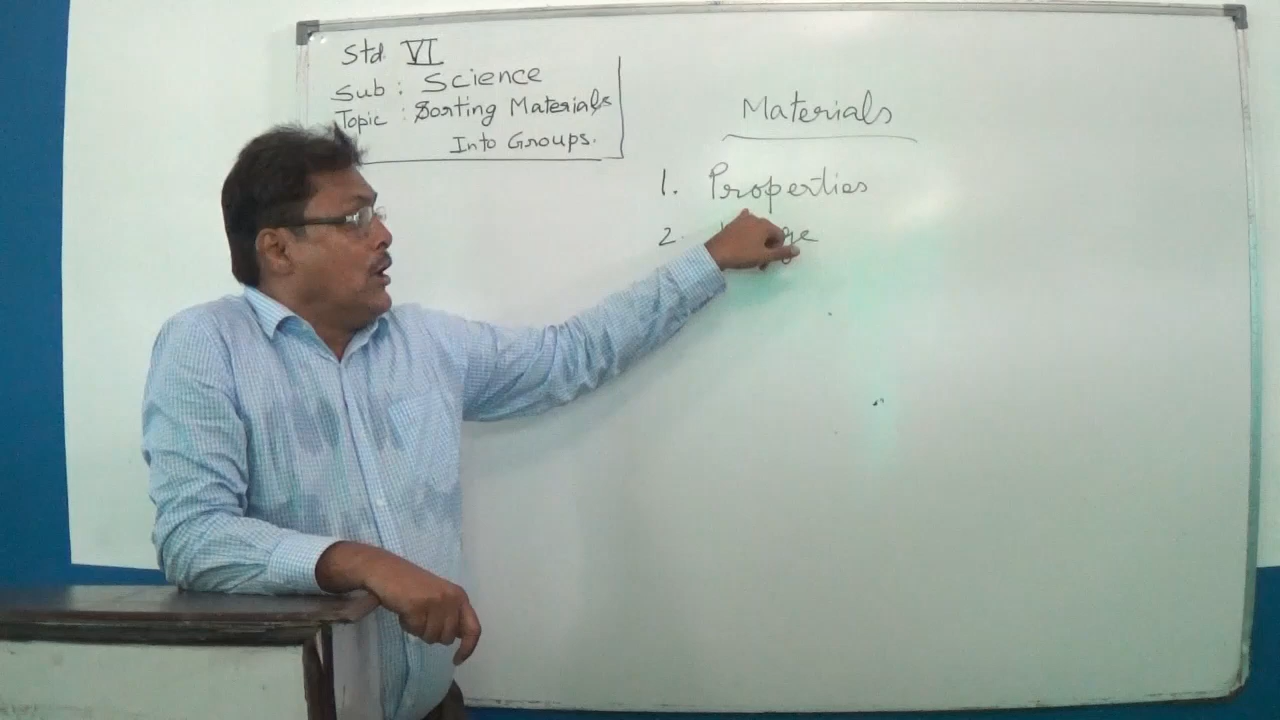 Std VI
Sub : Science
Topic : Sorting Materials
Into Groups.
Materials
1. Properties
2.